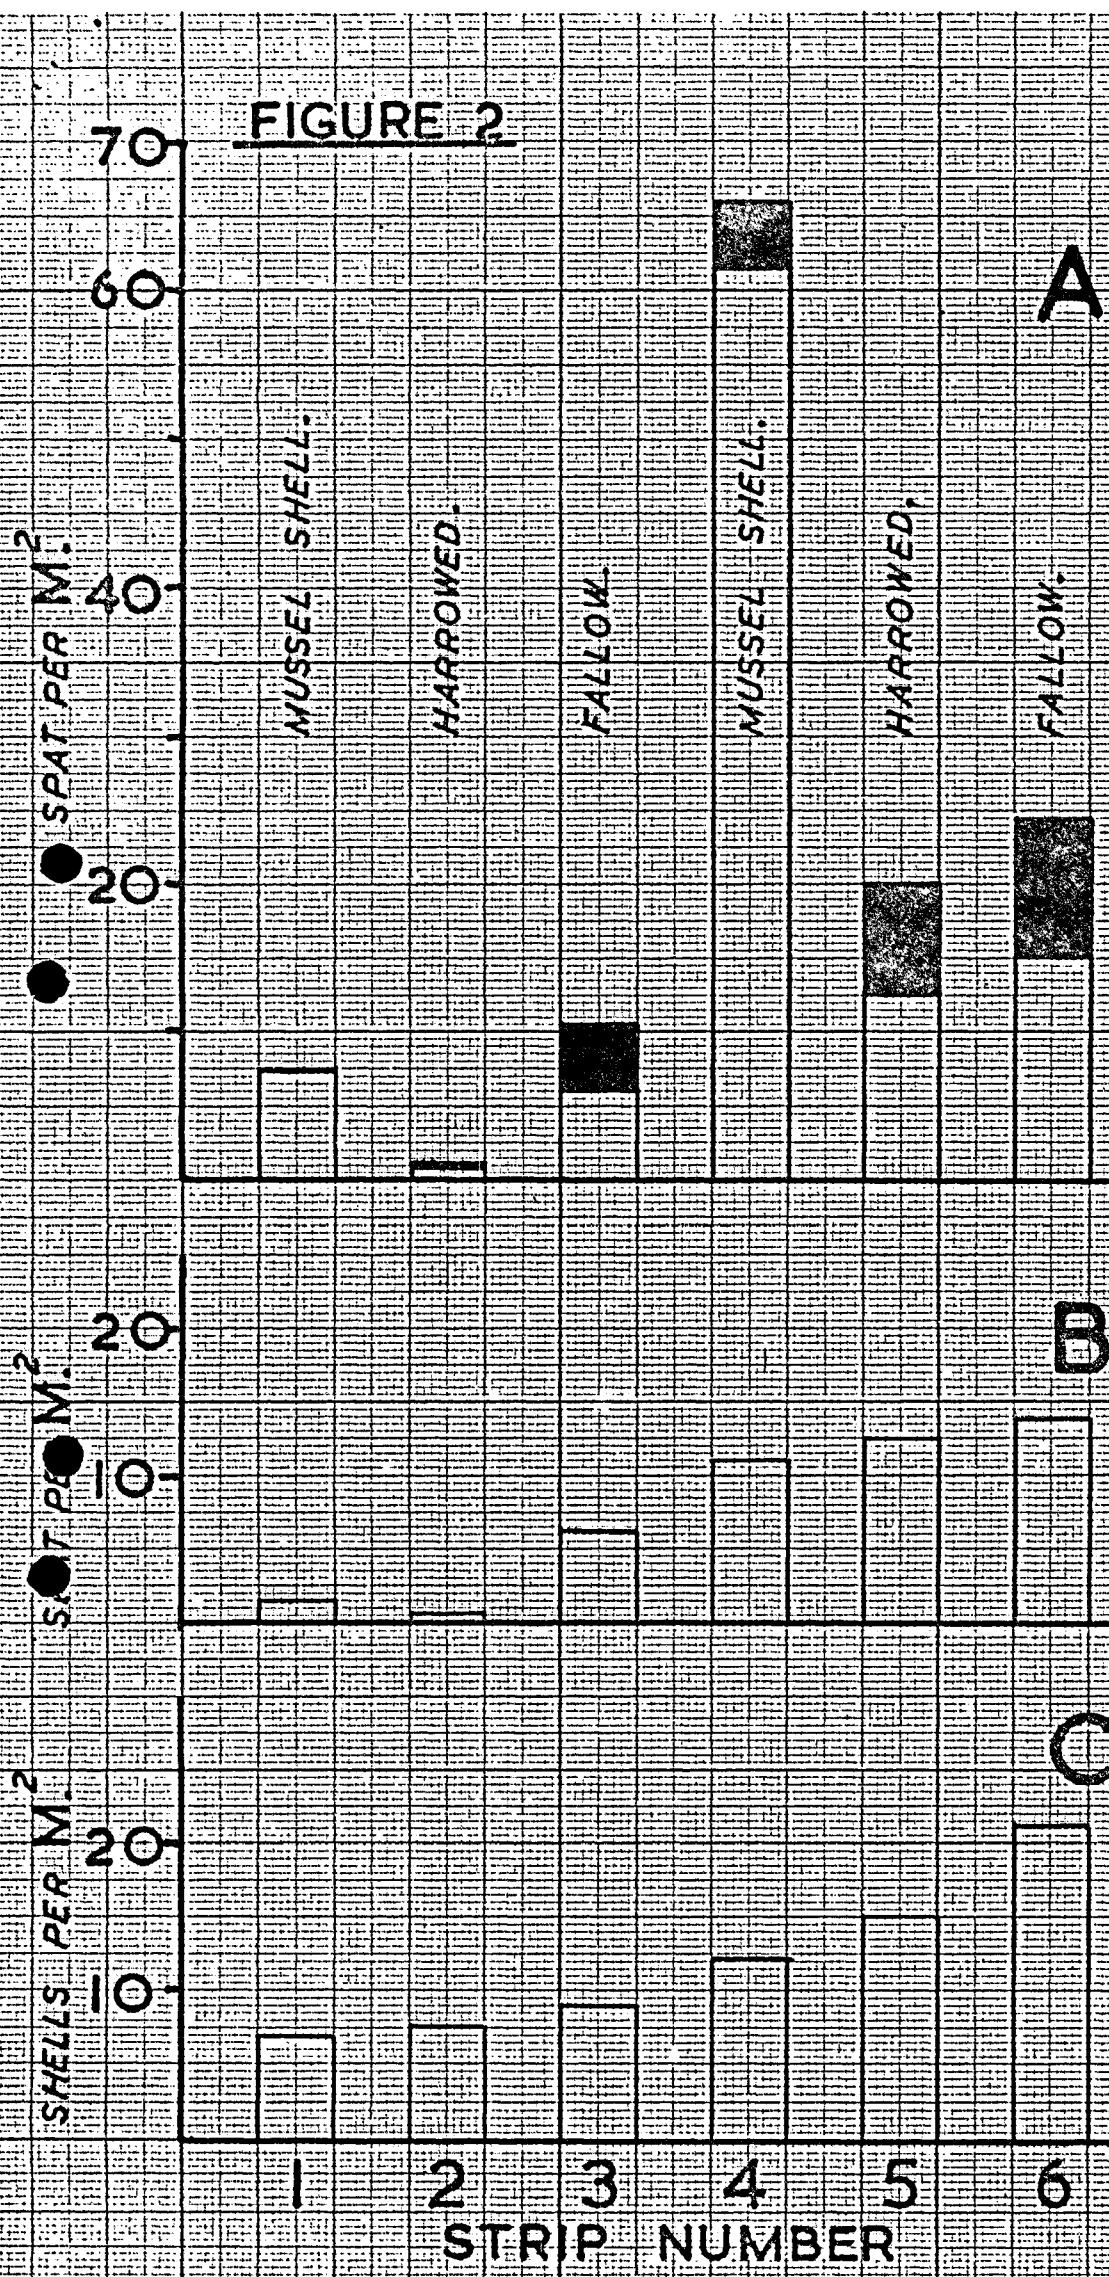 FIGURE 2
70
60
40
20
SPAT PER M.²
A
MUSSEL SHELL.
HARROWED.
FALLOW.
MUSSEL SHELL.
HARROWED,
FALLOW.
20
10
PER M.²
B
20
10
SHELLS PER M.²
C
1 2 3 4 5 6
STRIP NUMBER